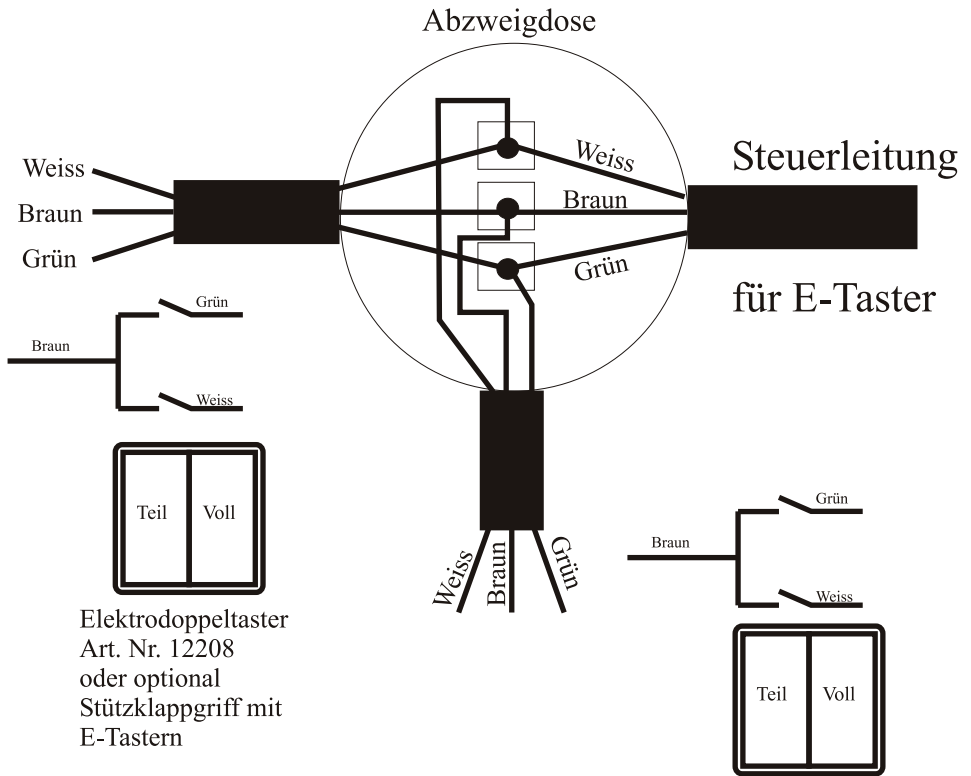 Abzweigdose
Weiss
Braun
Grün
Weiss
Braun
Grün
Steuerleitung
für E-Taster
Braun
Grün
Weiss
Teil Voll
Elektrodoppeltaster
Art. Nr. 12208
oder optional
Stützklappgriff mit
E-Tastern
Weiss
Braun
Grün
Braun
Grün
Weiss
Teil Voll